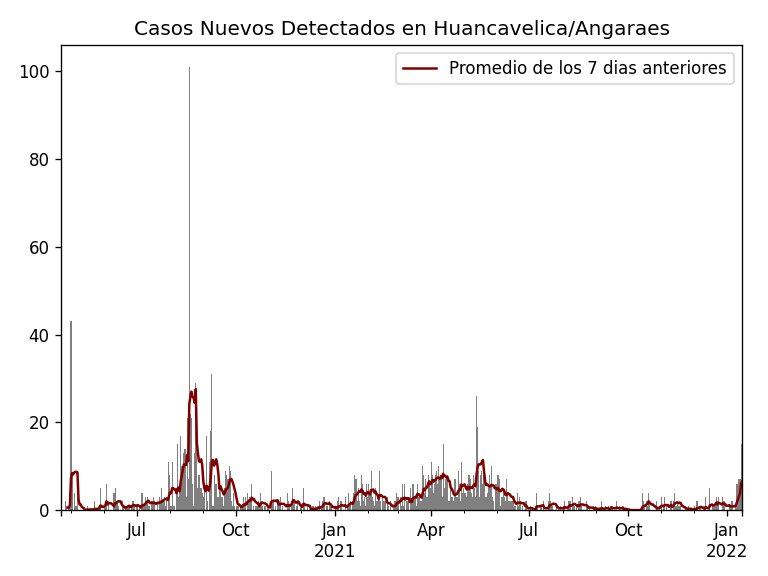 Casos Nuevos Detectados en Huancavelica/Angaraes
Promedio de los 7 dias anteriores
100
80
60
40
20
0
Jul
Oct
Jan
2021
Apr
Jul
Oct
Jan
2022